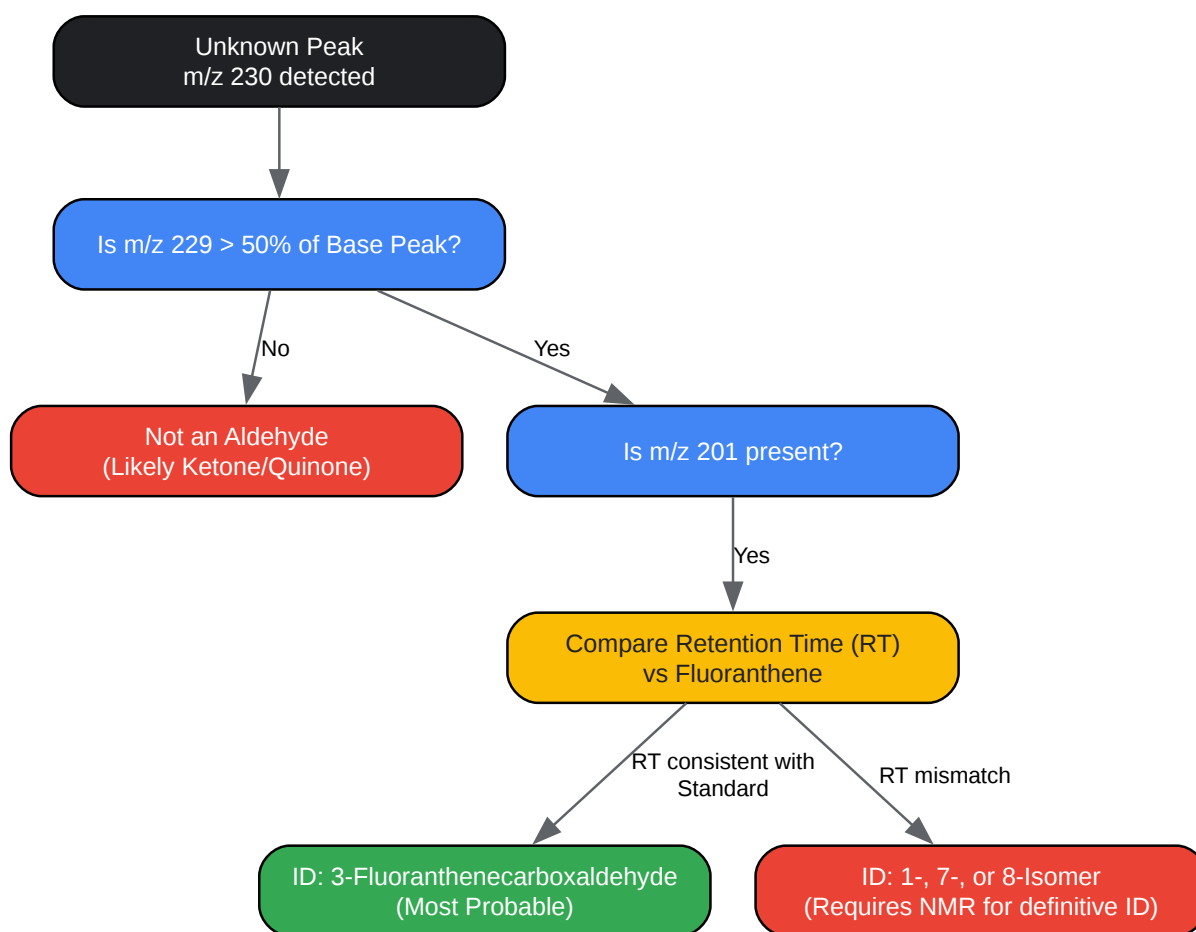 Unknown Peak
m/z 230 detected
Is m/z 229 > 50% of Base Peak?
No
Yes
Not an Aldehyde
(Likely Ketone/Quinone)
Is m/z 201 present?
Yes
Compare Retention Time (RT)
vs Fluoranthene
RT consistent with
Standard
RT mismatch
ID: 3-Fluoranthenecarboxaldehyde
(Most Probable)
ID: 1-, 7-, or 8-Isomer
(Requires NMR for definitive ID)